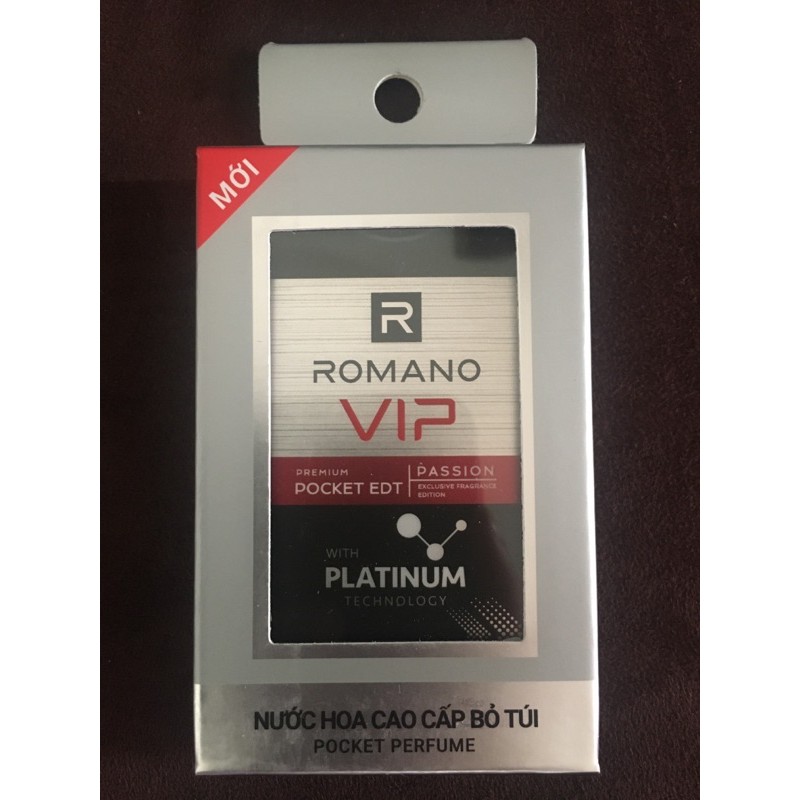 MỚI
R
ROMANO
VIP
PREMIUM
POCKET EDT
PASSION
EXCLUSIVE FRAGRANCE
EDITION
WITH
PLATINUM
TECHNOLOGY
NƯỚC HOA CAO CẤP BỎ TÚI
POCKET PERFUME